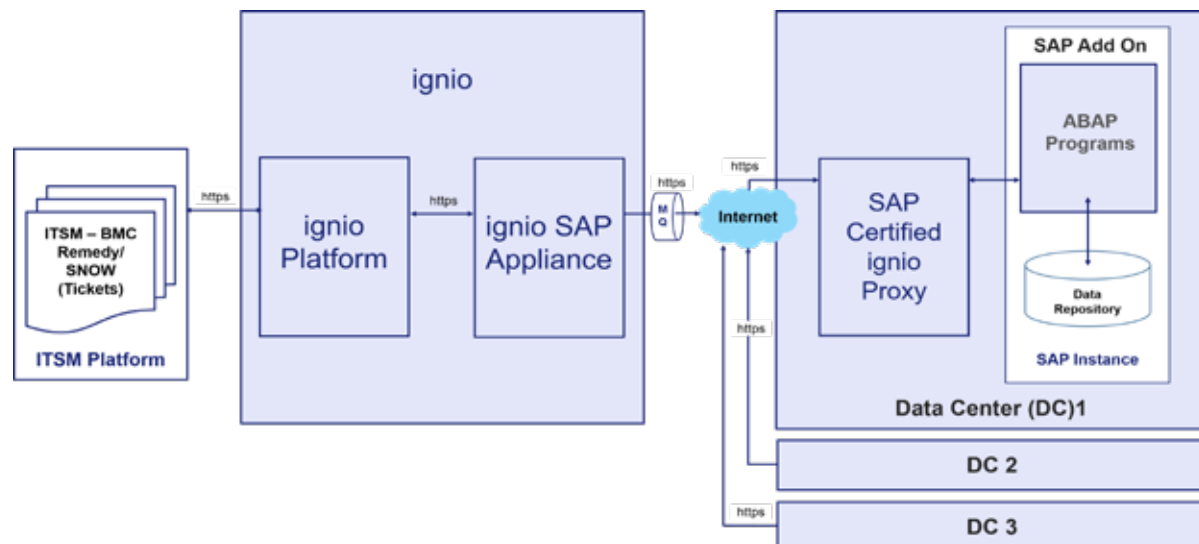 ignio
SAP Add On
ABAP
Programs
https
https
https
https
ITSM – BMC
Remedy/
SNOW
(Tickets)
ignio
Platform
ignio SAP
Appliance
M
Q
Internet
SAP
Certified
ignio
Proxy
Data
Repository
https
ITSM Platform
SAP Instance
Data Center (DC)1
DC 2
https
DC 3